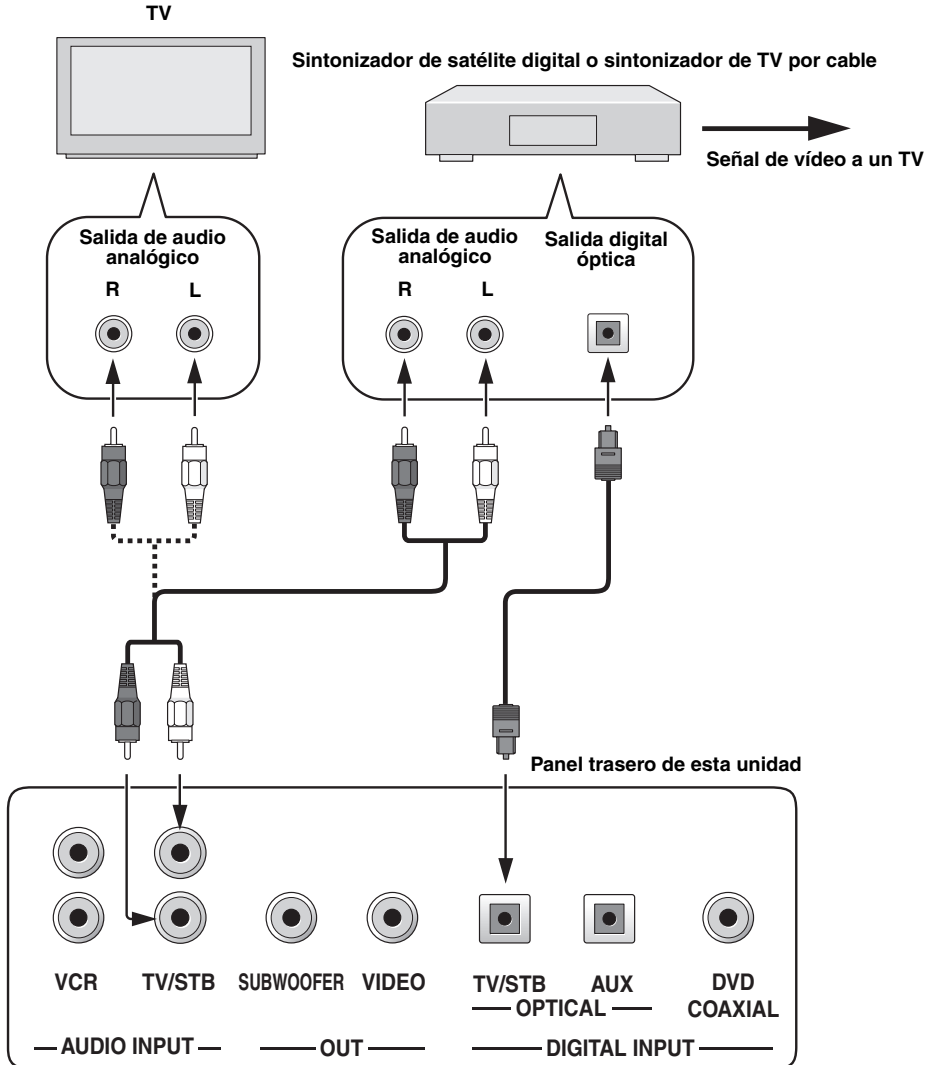 TV
Sintonizador de satélite digital o sintonizador de TV por cable
Señal de vídeo a un TV
Salida de audio
analógico
R L
Salida de audio
analógico
R L
Salida digital
óptica
Panel trasero de esta unidad
VCR TV/STB SUBWOOFER VIDEO TV/STB AUX DVD
OPTICAL COAXIAL
AUDIO INPUT OUT DIGITAL INPUT